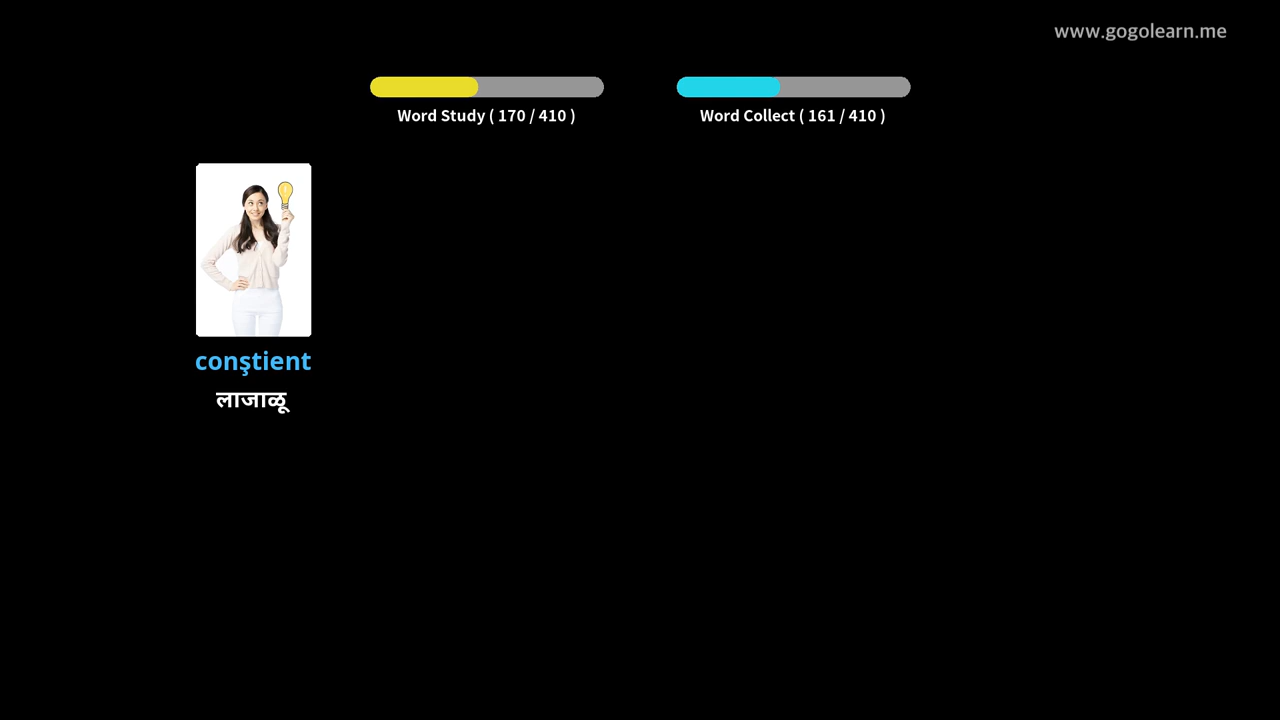 www.gogolearn.me
Word Study ( 170 / 410 )
Word Collect ( 161 / 410 )
conştient
लाजाळू